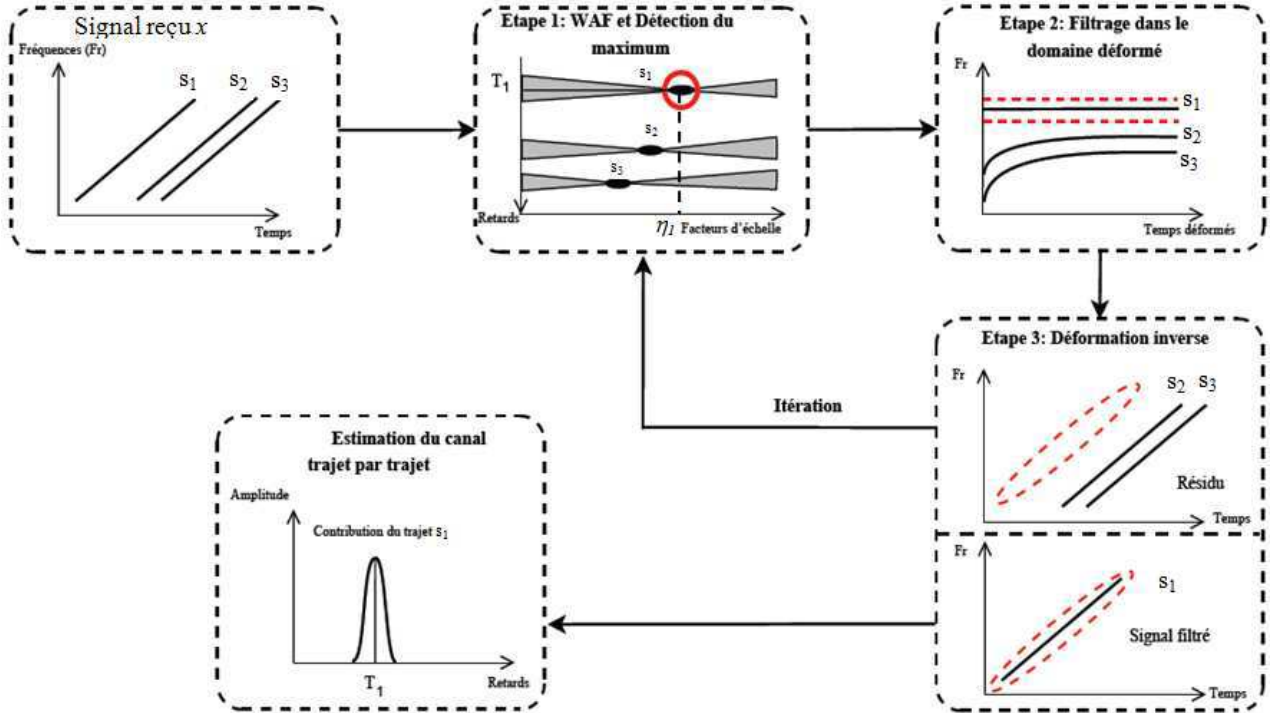 Signal reçu x
Fréquences (Fr)
s1
s2
s3
Temps
Etape 1: WAF et Détection du
maximum
T1
s1
s2
s3
Retards
η1
Facteurs d'échelle
Etape 2: Filtrage dans le
domaine déformé
Fr
s1
s2
s3
Temps déformés
Etape 3: Déformation inverse
Fr
s2
s3
Résidu
Temps
Itération
Fr
s1
Signal filtré
Temps
Estimation du canal
trajet par trajet
Amplitude
Contribution du trajet s1
T1
Retards